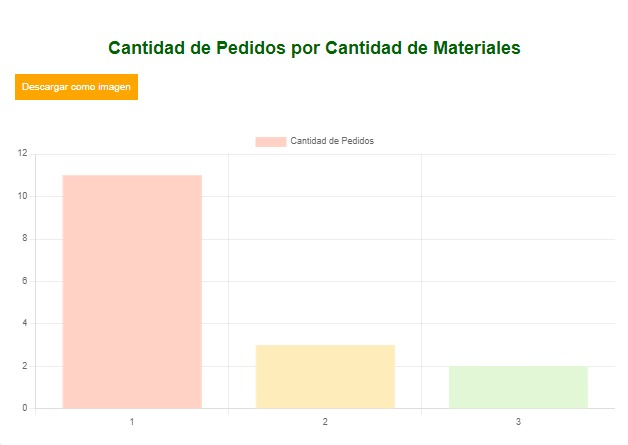 Cantidad de Pedidos por Cantidad de Materiales
Descargar como imagen
Cantidad de Pedidos
12
10
8
6
4
2
0
1 2 3